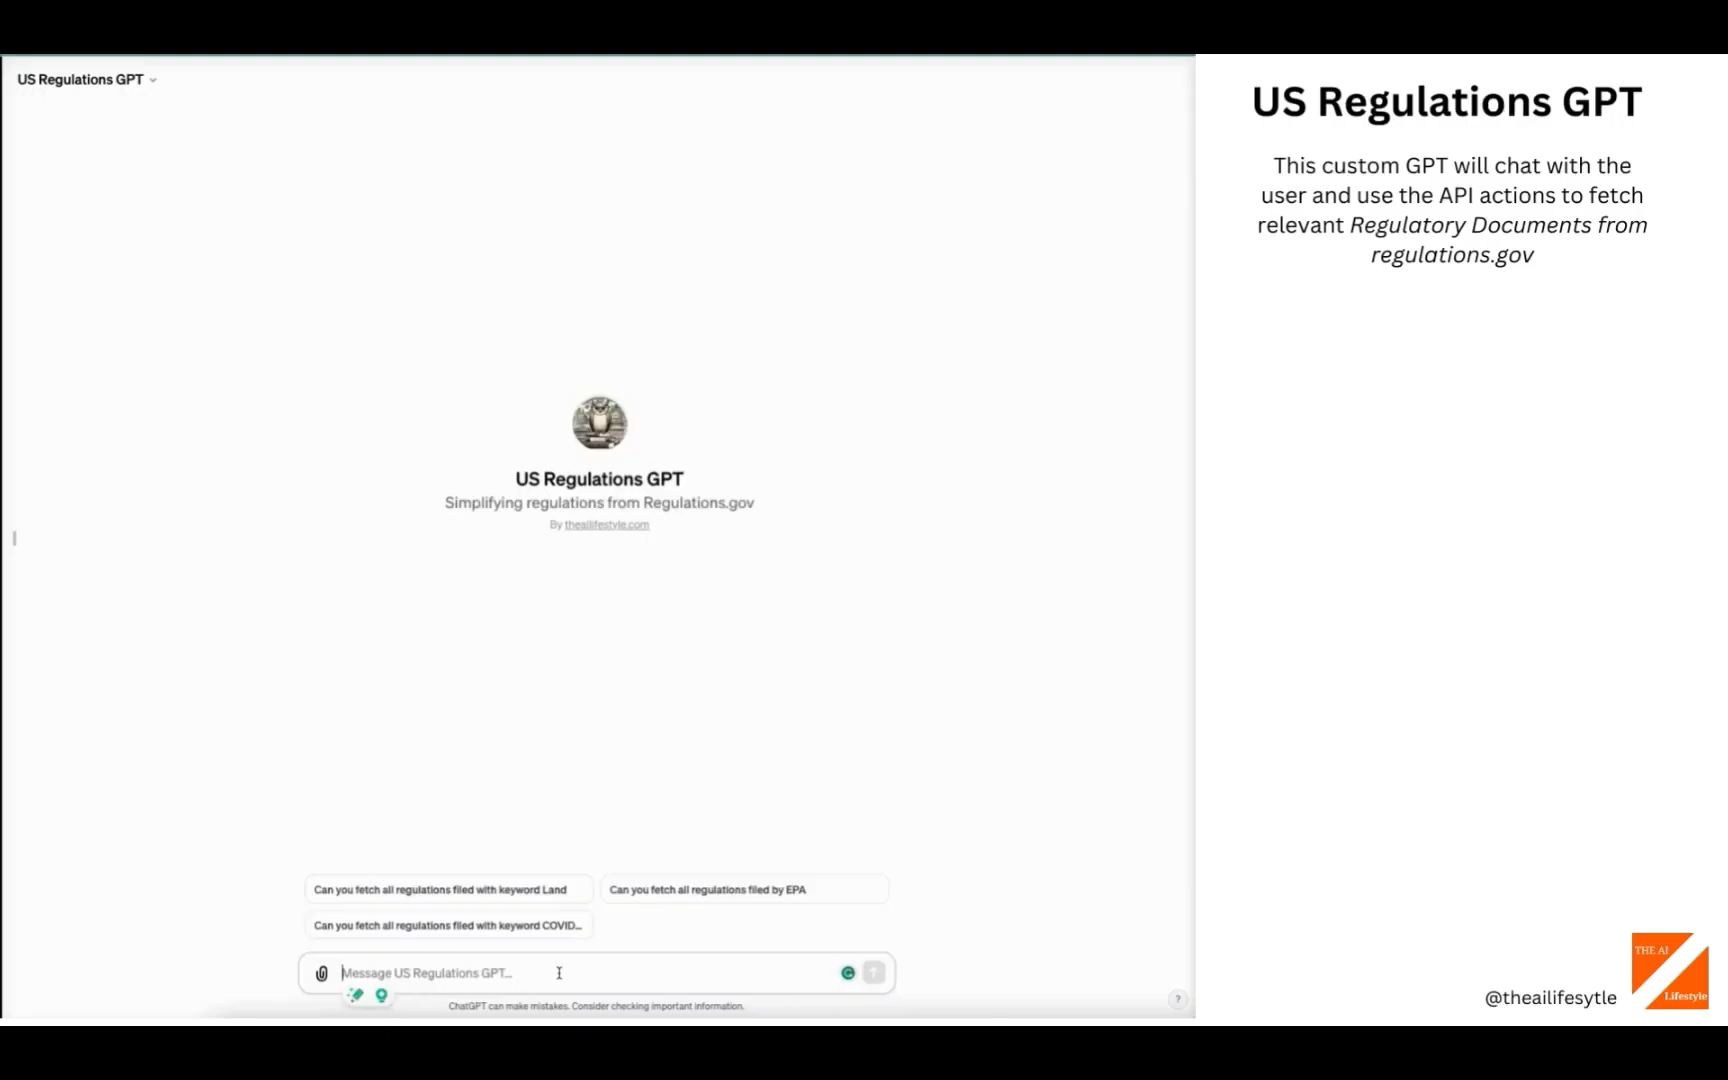 US Regulations GPT
US Regulations GPT
Simplifying regulations from Regulations.gov
By theailifestyle.com
Can you fetch all regulations filed with keyword Land
Can you fetch all regulations filed by EPA
Can you fetch all regulations filed with keyword COVID...
Message US Regulations GPT...
ChatGPT can make mistakes. Consider checking important information.
?
US Regulations GPT
This custom GPT will chat with the
user and use the API actions to fetch
relevant Regulatory Documents from
regulations.gov
@theailifesytle
THE AI
Lifestyle